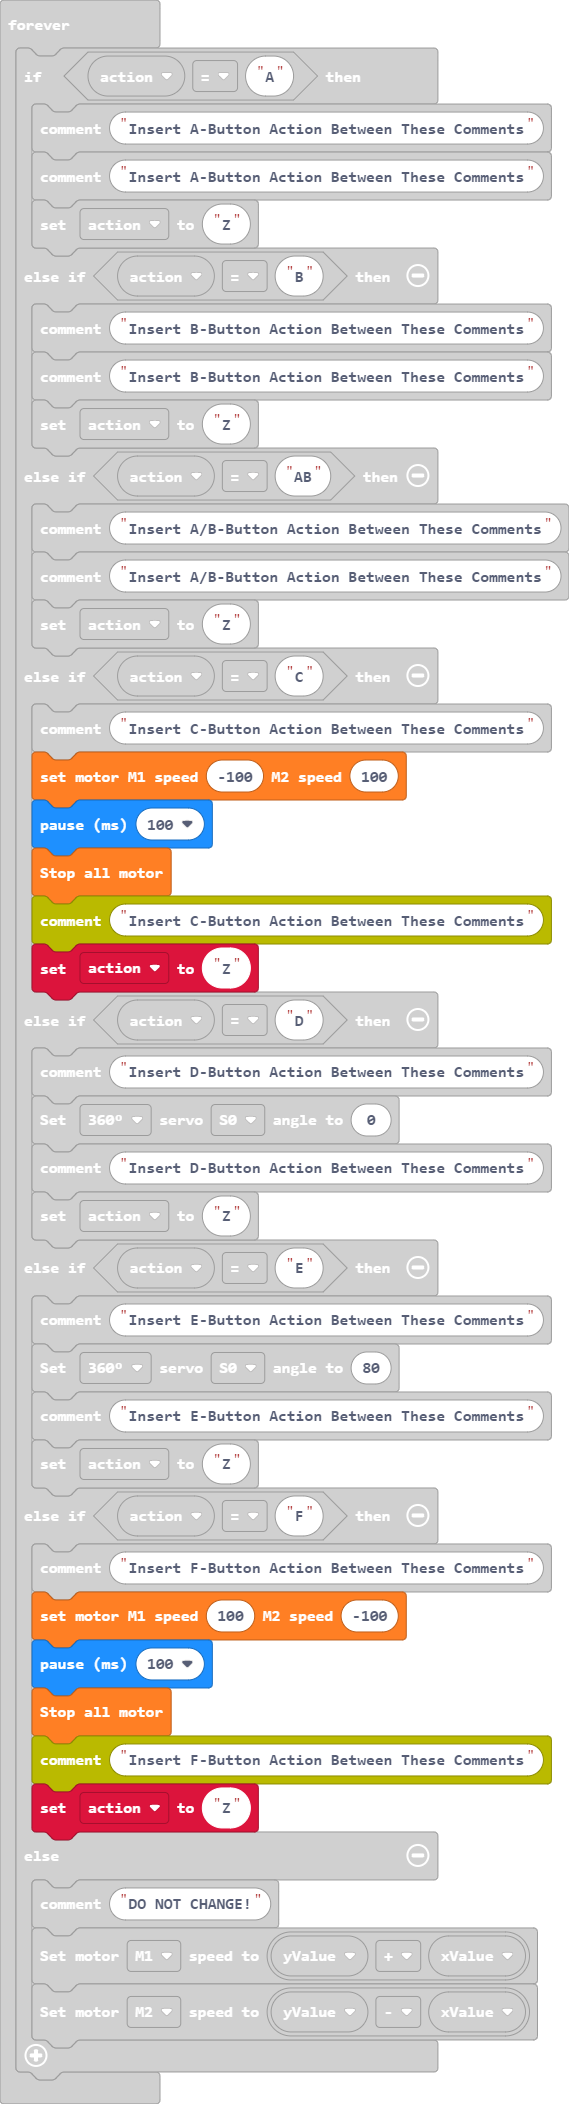 forever
if action = "A" then
comment "Insert A-Button Action Between These Comments"
comment "Insert A-Button Action Between These Comments"
set action to "Z"
else if action = "B" then
comment "Insert B-Button Action Between These Comments"
comment "Insert B-Button Action Between These Comments"
set action to "Z"
else if action = "AB" then
comment "Insert A/B-Button Action Between These Comments"
comment "Insert A/B-Button Action Between These Comments"
set action to "Z"
else if action = "C" then
comment "Insert C-Button Action Between These Comments"
set motor M1 speed -100 M2 speed 100
pause (ms) 100
Stop all motor
comment "Insert C-Button Action Between These Comments"
set action to "Z"
else if action = "D" then
comment "Insert D-Button Action Between These Comments"
Set 360° servo S0 angle to 0
comment "Insert D-Button Action Between These Comments"
set action to "Z"
else if action = "E" then
comment "Insert E-Button Action Between These Comments"
Set 360° servo S0 angle to 80
comment "Insert E-Button Action Between These Comments"
set action to "Z"
else if action = "F" then
comment "Insert F-Button Action Between These Comments"
set motor M1 speed 100 M2 speed -100
pause (ms) 100
Stop all motor
comment "Insert F-Button Action Between These Comments"
set action to "Z"
else
comment "DO NOT CHANGE!"
Set motor M1 speed to yValue + xValue
Set motor M2 speed to yValue - xValue